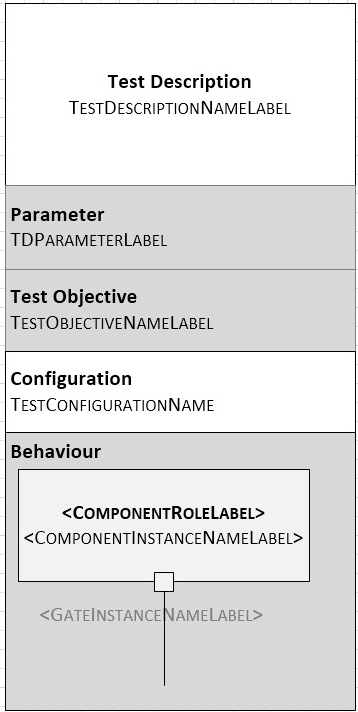 Test Description
TESTDESCRIPTIONNAMELABEL
Parameter
TDPARAMETERLABEL
Test Objective
TESTOBJECTIVENAMELABEL
Configuration
TESTCONFIGURATIONNAME
Behaviour
<COMPONENTROLELABEL>
<COMPONENTINSTANCENAMELABEL>
<GATEINSTANCENAMELABEL>